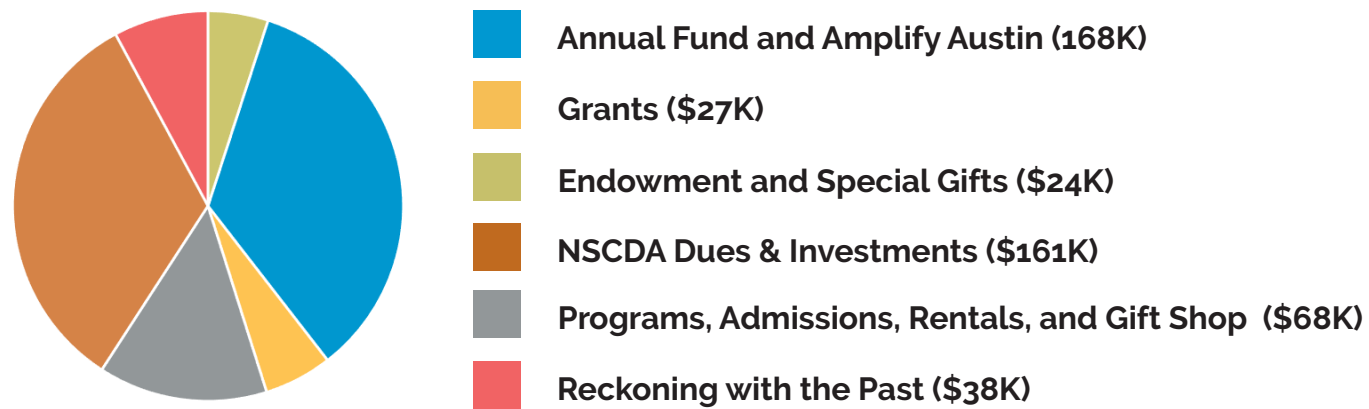 Annual Fund and Amplify Austin (168K)
Grants ($27K)
Endowment and Special Gifts ($24K)
NSCDA Dues & Investments ($161K)
Programs, Admissions, Rentals, and Gift Shop ($68K)
Reckoning with the Past ($38K)